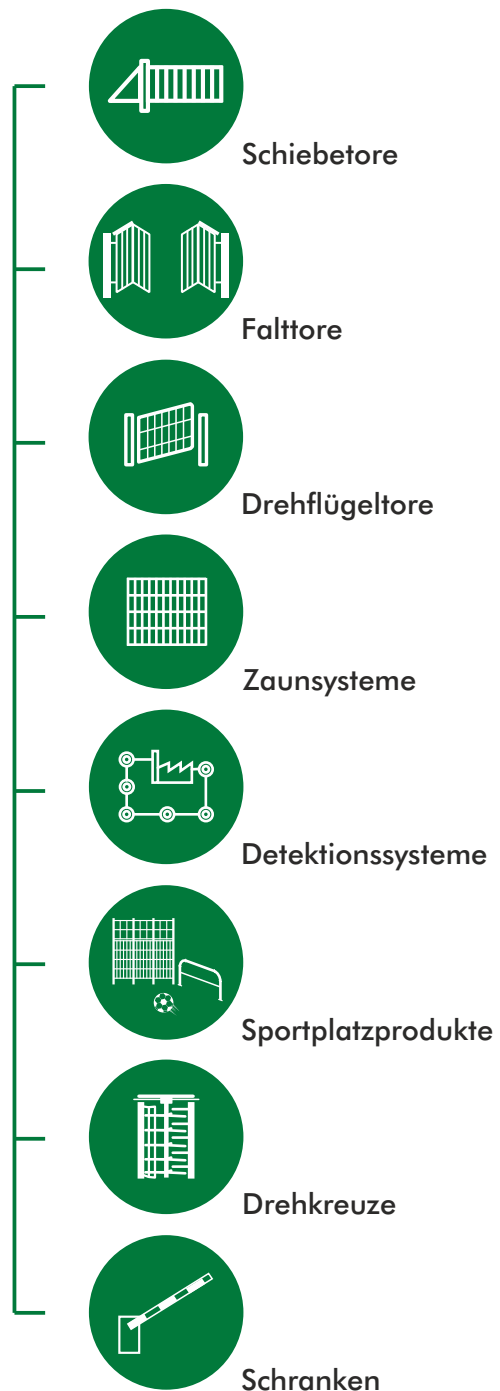 Schiebetore
Falttore
Drehflügeltore
Zaunsysteme
Detektionssysteme
Sportplatzprodukte
Drehkreuze
Schranken